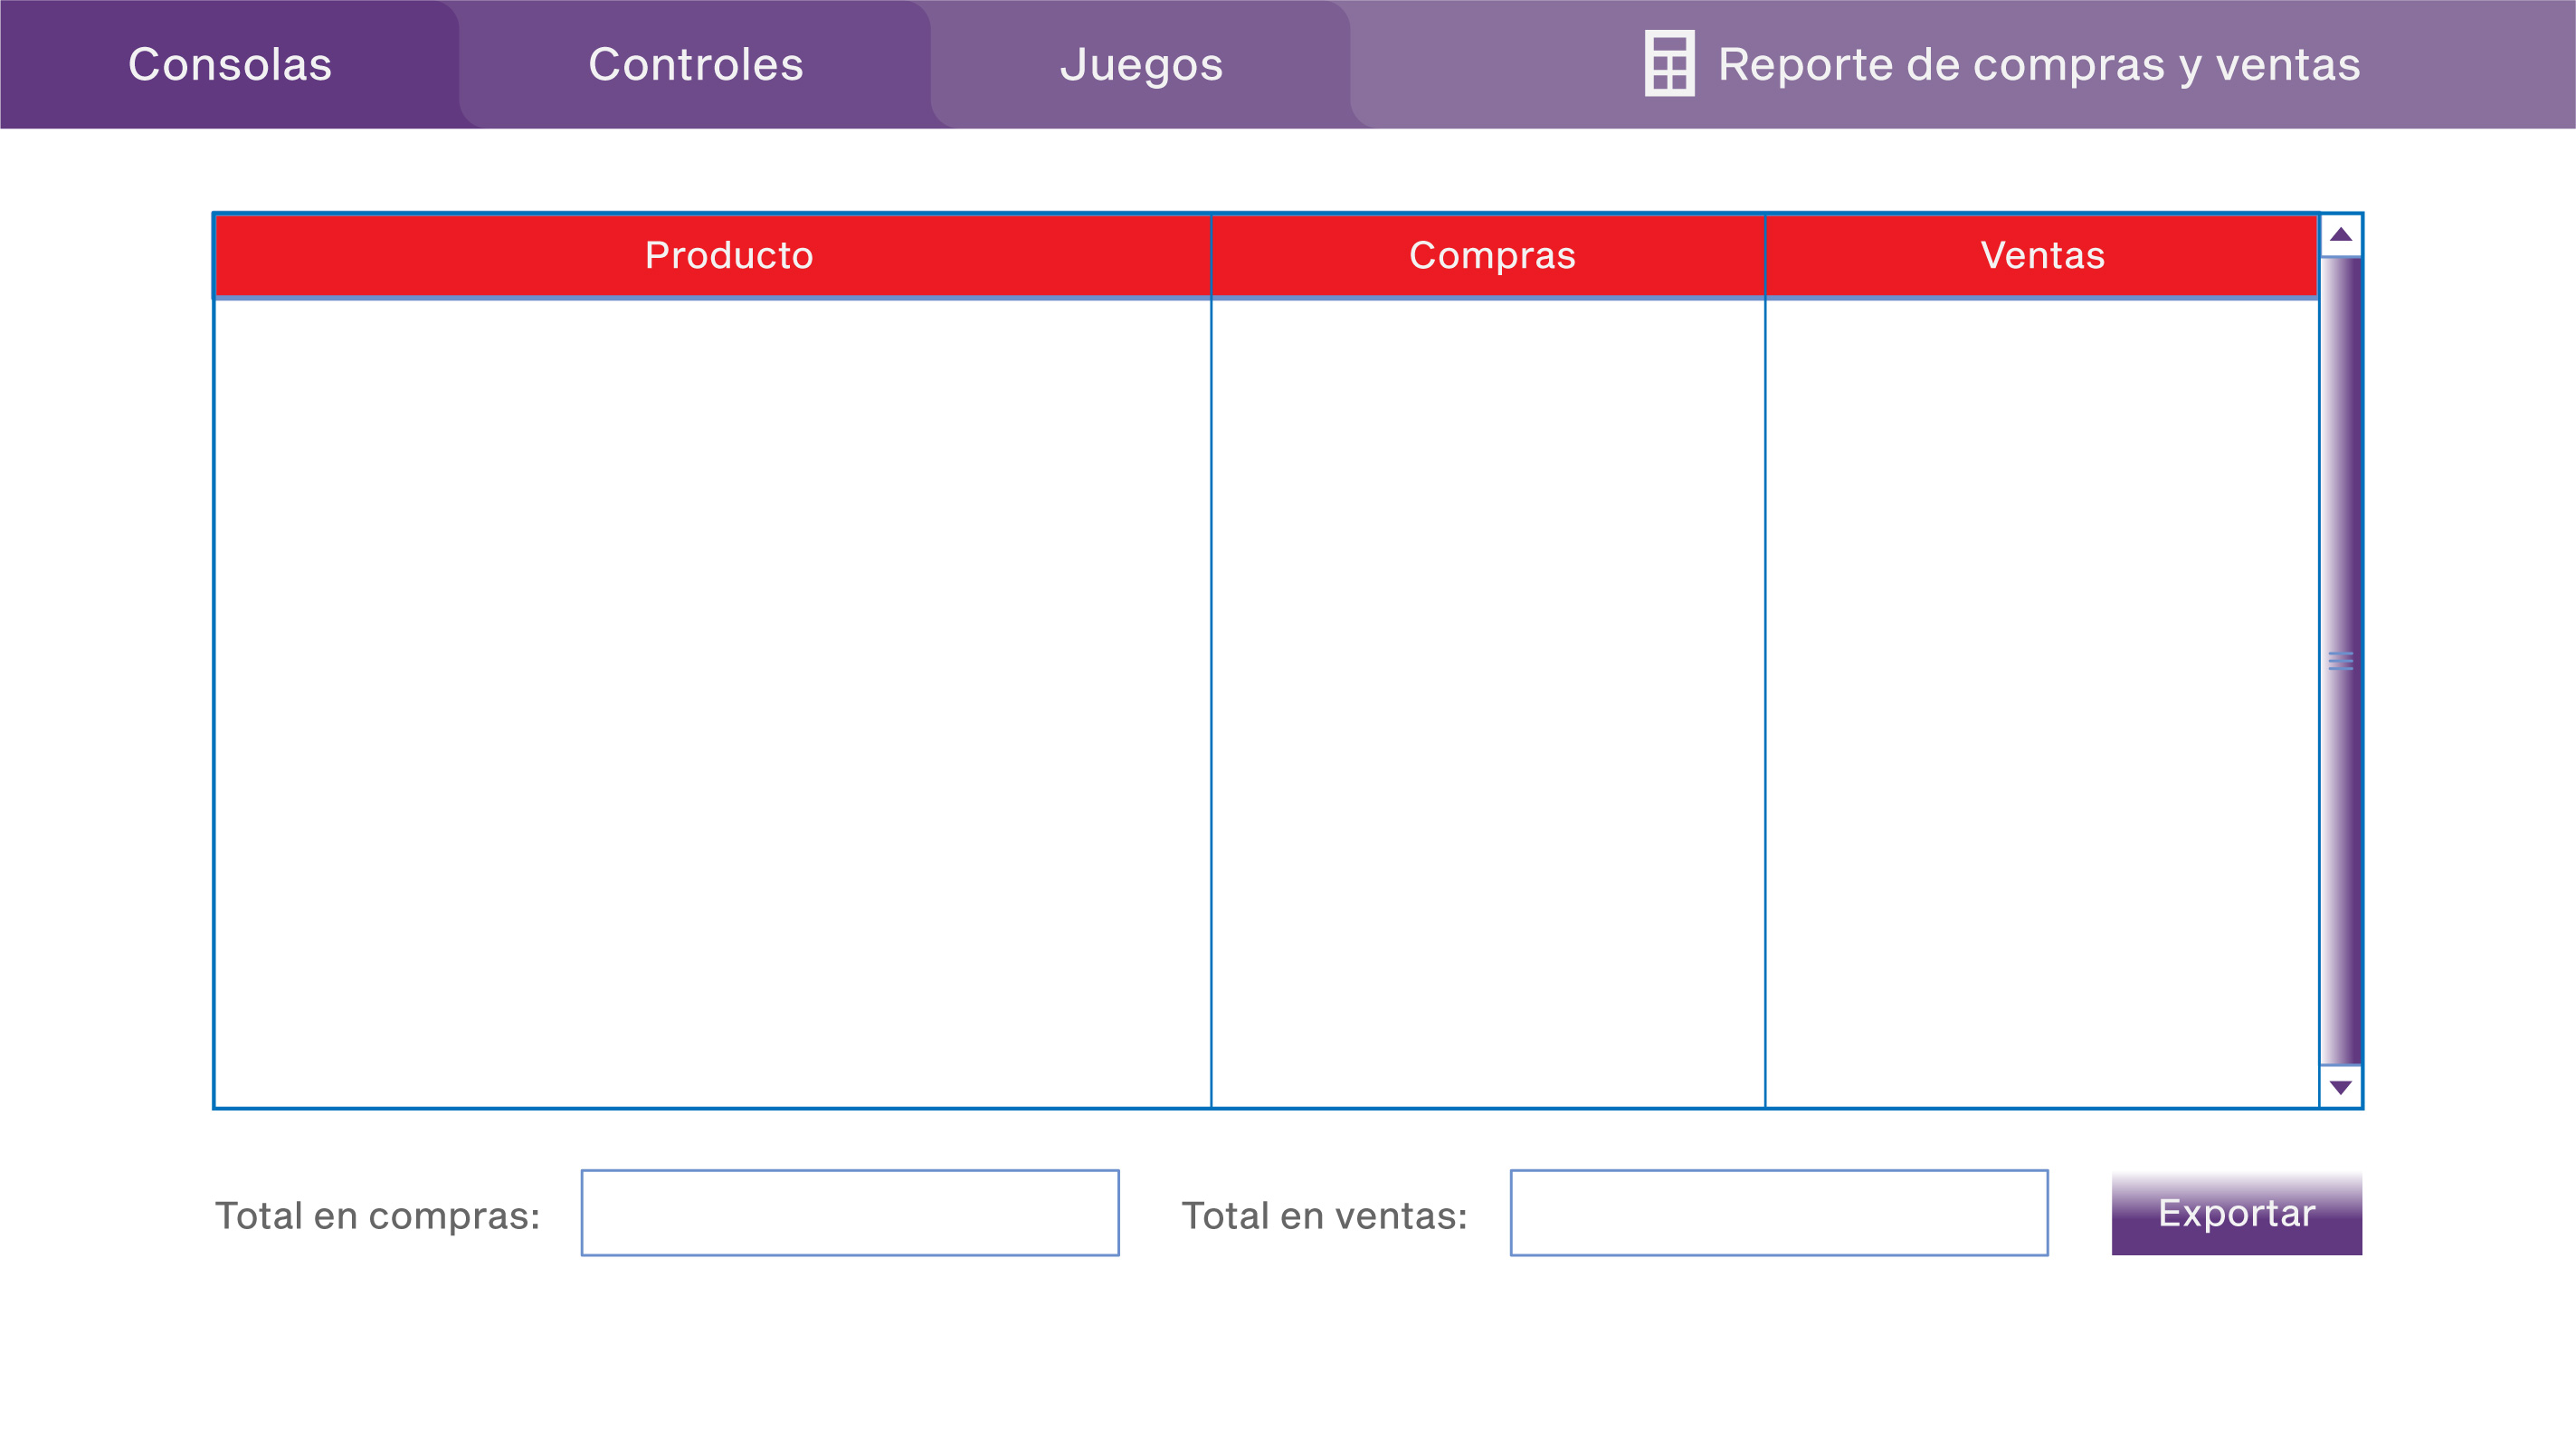 Consolas
Controles
Juegos
Reporte de compras y ventas
Producto
Compras
Ventas
Total en compras:
Total en ventas:
Exportar